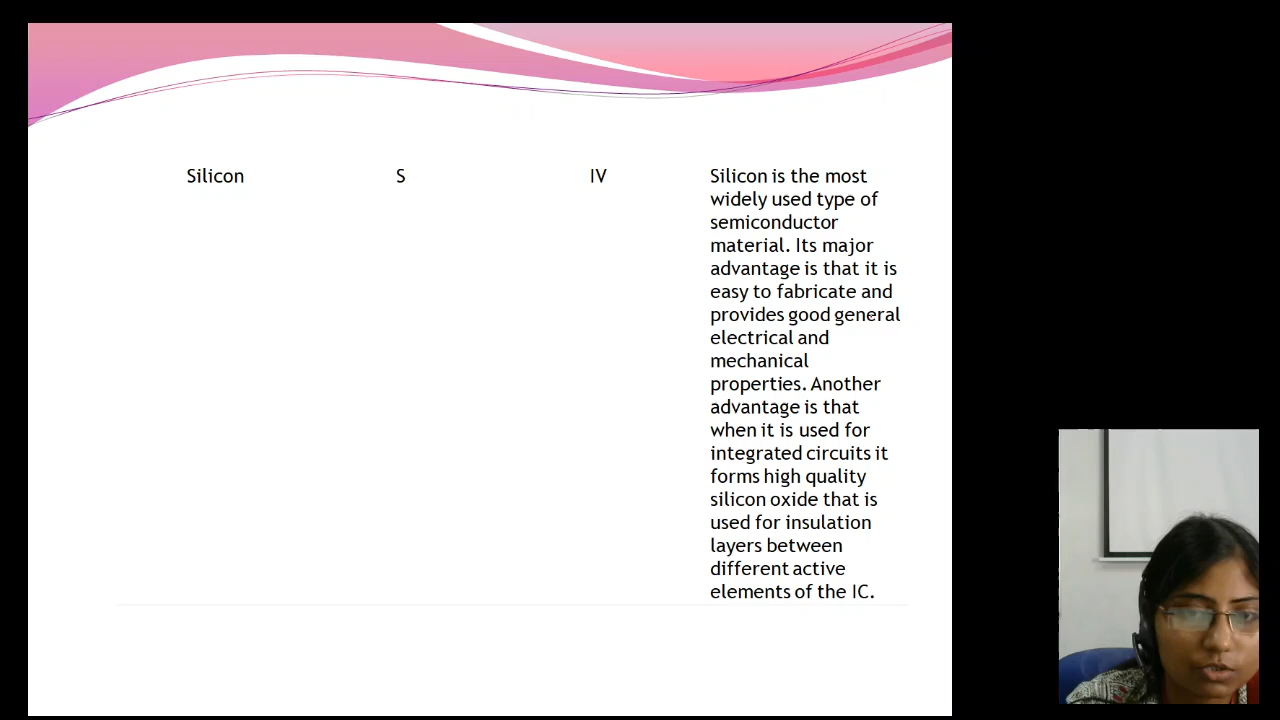 Silicon S IV Silicon is the most
widely used type of
semiconductor
material. Its major
advantage is that it is
easy to fabricate and
provides good general
electrical and
mechanical
properties. Another
advantage is that
when it is used for
integrated circuits it
forms high quality
silicon oxide that is
used for insulation
layers between
different active
elements of the IC.